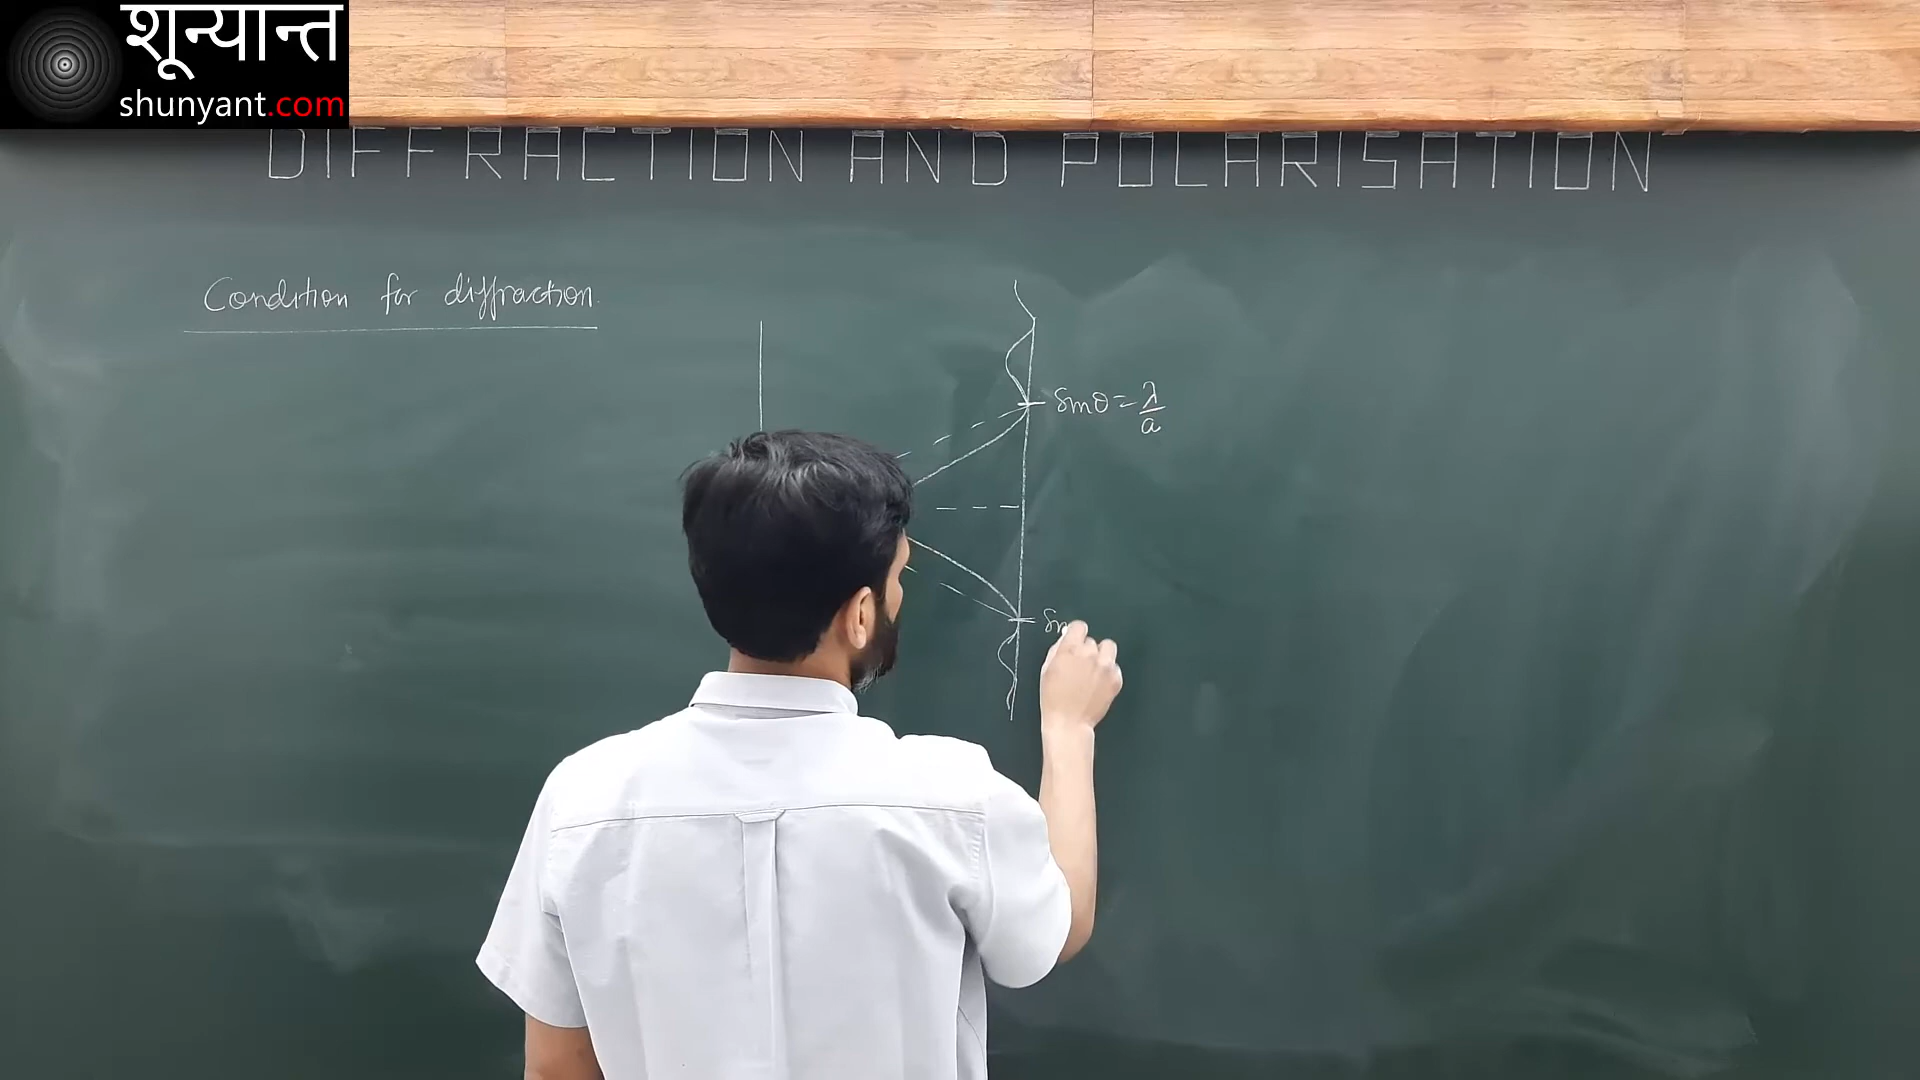 शून्यान्त
shunyant.com
DIFFRACTION AND POLARISATION
Condition for diffraction
sinθ = λ/a